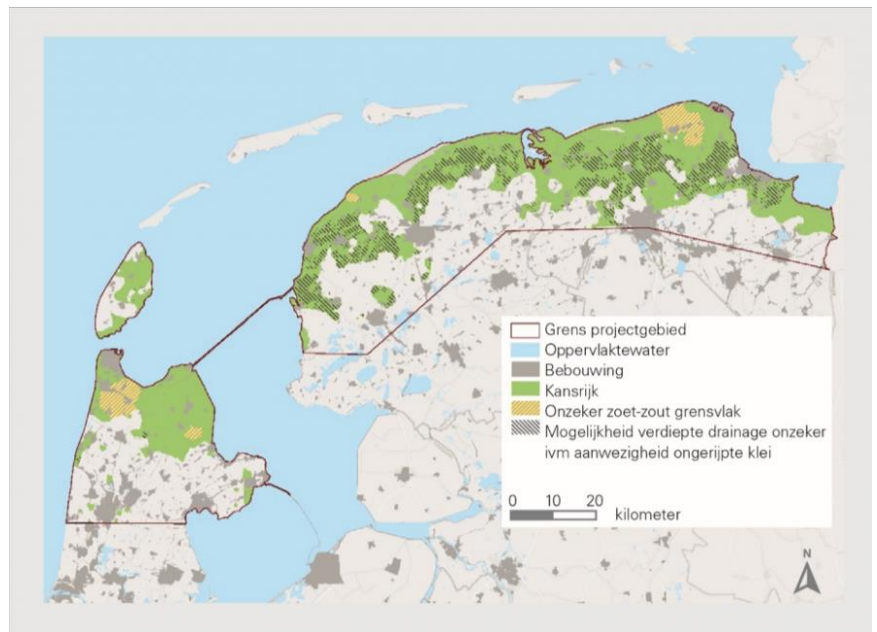 Grens projectgebied
Oppervlaktewater
Bebouwing
Kansrijk
Onzeker zoet-zout grensvlak
Mogelijkheid verdiepte drainage onzeker
ivm aanwezigheid ongerijpte klei
0 10 20
kilometer
N